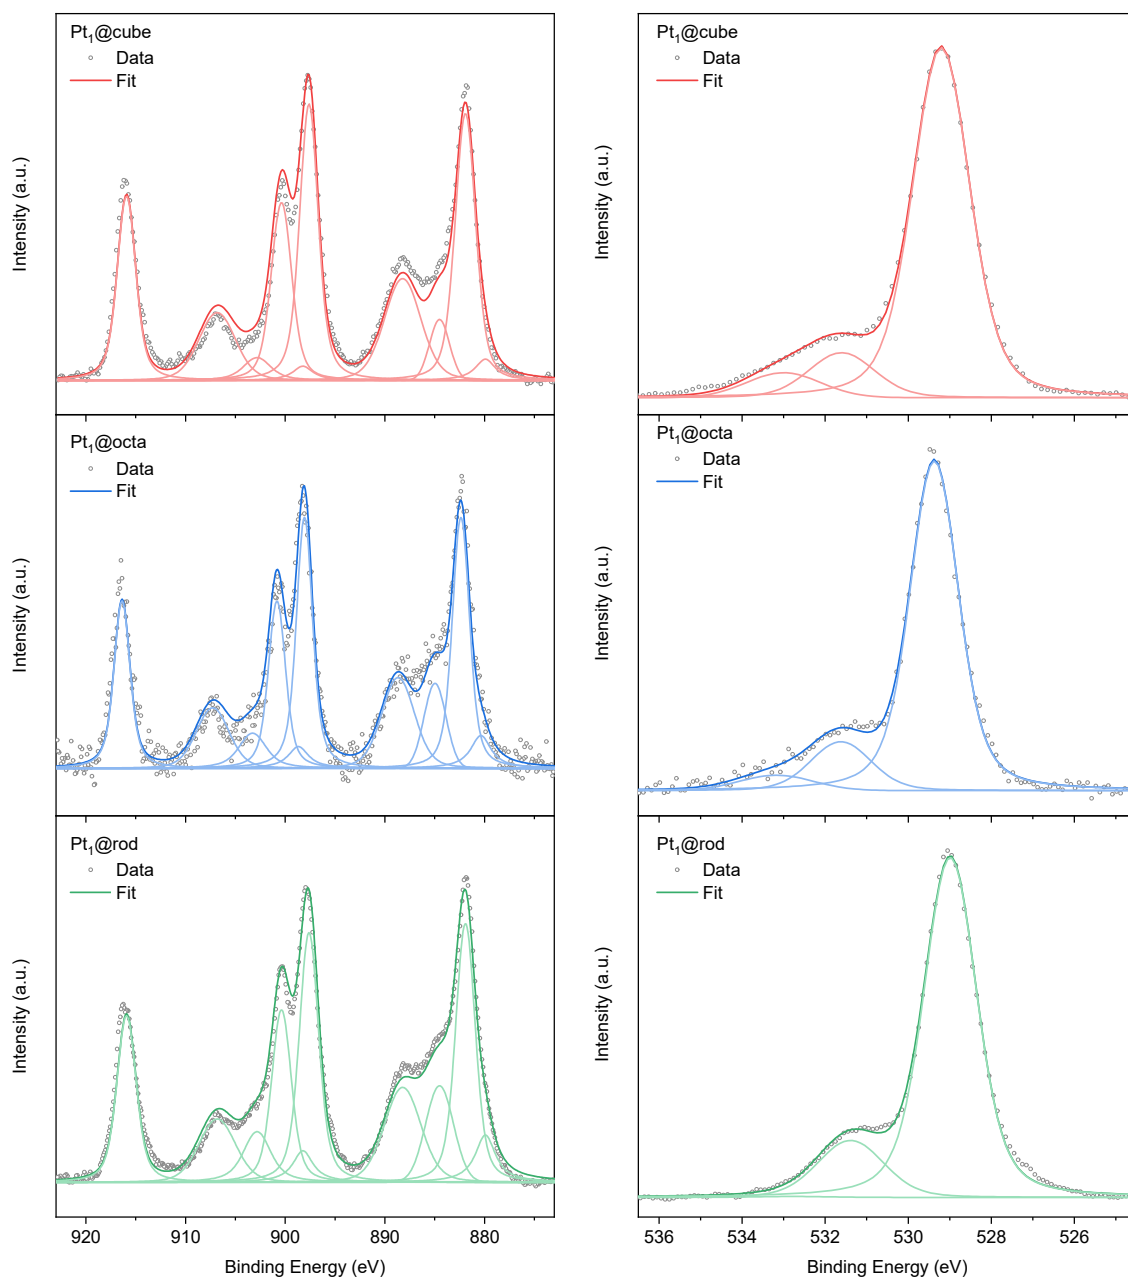 Pt₁@cube
Data
Fit
Intensity (a.u.)
Pt₁@octa
Data
Fit
Intensity (a.u.)
Pt₁@rod
Data
Fit
Intensity (a.u.)
920 910 900 890 880
Binding Energy (eV)
Pt₁@cube
Data
Fit
Intensity (a.u.)
Pt₁@octa
Data
Fit
Intensity (a.u.)
Pt₁@rod
Data
Fit
Intensity (a.u.)
536 534 532 530 528 526
Binding Energy (eV)